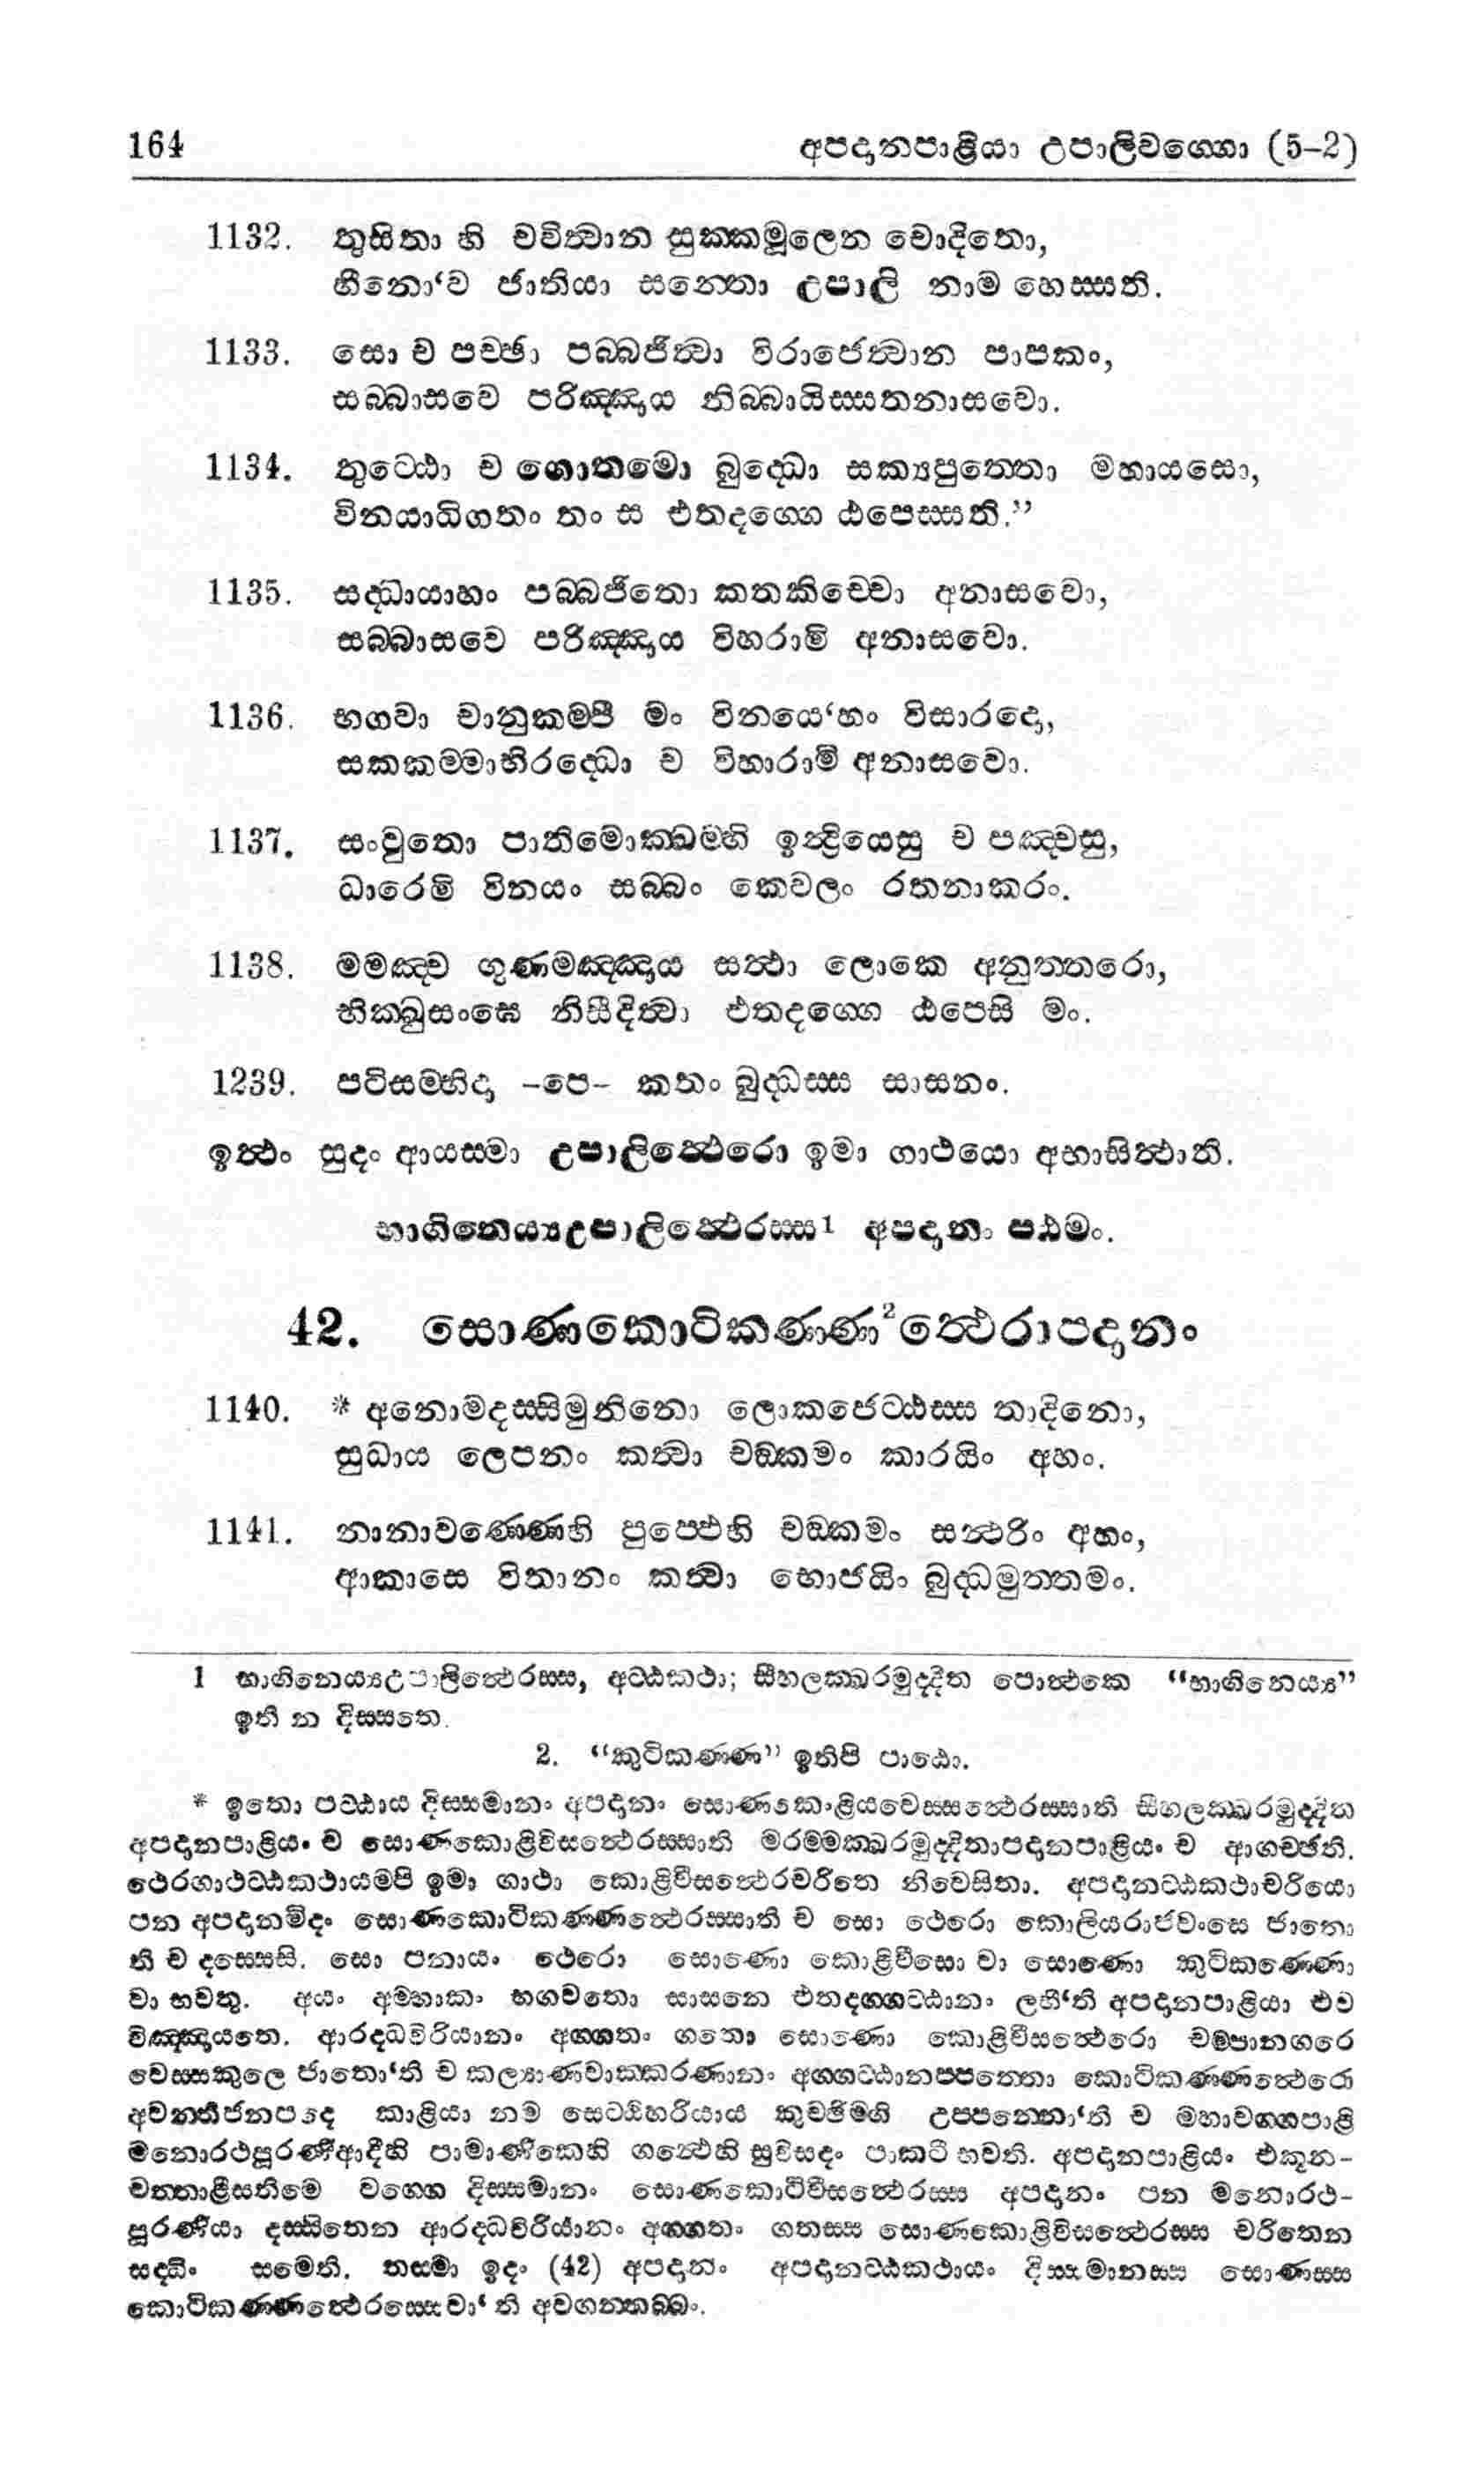 164 අපදානපාළියා උපාලිවග්ගො (5–2)
1132. තුසිතා හි චවිත්වාන සුක්කමූලෙන චොදිතො,
හීනො‘ව ජාතියා සන්තො උපාලි නාම හෙස්සති.
1133. සො ච පච්ඡා පබ්බජිත්වා විරාජෙත්වාන පාපකං,
සබ්බාසවෙ පරිඤ්ඤාය නිබ්බායිස්සතනාසවො.
1134. තුට්ඨො ච ගොතමො බුද්ධො සක්‍යපුත්තො මහායසො,
විනයාධිගතං තං ස එතදග්ගෙ ඨපෙස්සති.”
1135. සද්ධායාහං පබ්බජිතො කතකිච්චො අනාසවො,
සබ්බාසවෙ පරිඤ්ඤාය විහරාමි අනාසවො.
1136. භගවා චානුකම්පී මං විනයෙ‘හං විසාරදො,
සකකම්මාභිරද්ධො ච විහාරාමි අනාසවො.
1137. සංවුතො පාතිමොක්ඛම්හි ඉන්ද්‍රියෙසු ච පඤ්චසු,
ධාරෙමි විනයං සබ්බං කෙවලං රතනාකරං.
1138. මමඤ්ච ගුණමඤ්ඤාය සත්ථා ලොකෙ අනුත්තරො,
භික්ඛුසංඝෙ නිසීදිත්වා එතදග්ගෙ ඨපෙසි මං.
1239. පටිසම්භිදා –පෙ– කතං බුද්ධස්ස සාසනං.
ඉත්ථං සුදං ආයස්මා උපාලිත්ථෙරො ඉමා ගාථයො අභාසිත්ථාති.
භාගිනෙය්‍යඋපාලිත්ථෙරස්ස1 අපදානං පඨමං.
42. සොණකොටිකණ්ණ2ත්ථෙරාපදානං
1140. * අනොමදස්සිමුනිනො ලොකජෙට්ඨස්ස තාදිනො,
සුධාය ලෙපනං කත්වා චඞ්කමං කාරයිං අහං.
1141. නානාවණ්ණෙහි පුප්ඵෙහි චඞ්කමං සන්ථරිං අහං,
ආකාසෙ විතානං කත්වා භොජයිං බුද්ධමුත්තමං.
1 භාගිනෙය්‍යඋපාලිත්ථෙරස්ස, අට්ඨකථා; සීහලක්ඛරමුද්දිත පොත්ථකෙ “භාගිනෙය්‍ය”
ඉති න දිස්සතෙ.
2. “කුටිකණ්ණ” ඉතිපි පාඨො.
* ඉතො පට්ඨාය දිස්සමානං අපදානං සොණකොළියවෙස්සත්ථෙරස්සාති සීහලක්ඛරමුද්දිත
අපදානපාළියං ච සොණකොළිවිසත්ථෙරස්සාති මරම්මක්ඛරමුද්දිතාපදානපාළියං ච ආගච්ඡති.
ථෙරගාථට්ඨකථායම්පි ඉමා ගාථා කොළිවීසත්ථෙරචරිතෙ නිවෙසිතා. අපදානට්ඨකථාචරියො
පන අපදානමිදං සොණකොටිකණ්ණත්ථෙරස්සාති ච සො ථෙරො කොලියරාජවංසෙ ජාතො
ති ච දස්සෙසි. සො පනායං ථෙරො සොණො කොළිවීසො වා සොණො කුටිකණ්ණො
වා භවතු. අයං අම්හාකං භගවතො සාසනෙ එතදග්ගට්ඨානං ලභී‘ති අපදානපාළියා එව
විඤ්ඤායතෙ. ආරද්ධවිරියානං අග්ගතං ගතො සොණො කොළිවීසත්ථෙරො චම්පානගරෙ
වෙස්සකුලෙ ජාතො‘ති ච කල්‍යාණවාක්කරණානං අග්ගට්ඨානප්පත්තො කොටිකණ්ණත්ථෙරො
අවන්තිජනපදෙ කාළියා නම සෙට්ඨිභරියාය කුච්ඡිම්හි උප්පන්නො‘ති ච මහාවග්ගපාළි
මනොරථපූරණීආදීහි පාමාණිකෙහි ගන්ථෙහි සුවිසදං පාකටී භවති. අපදානපාළියං එකූන–
චත්තාළීසතිමෙ වග්ගෙ දිස්සමානං සොණකොටිවීසත්ථෙරස්ස අපදානං පන මනොරථ–
පූරණියා දස්සිතෙන ආරද්ධවිරියානං අග්ගතං ගතස්ස සොණකොළිවිසත්ථෙරස්ස චරිතෙන
සද්ධිං සමෙති. තස්මා ඉදං (42) අපදානං අපදානට්ඨකථායං දිස්සමානස්ස සොණස්ස
කොටිකණ්ණත්ථෙරස්සෙවා‘ ති අවගන්තබ්බං.